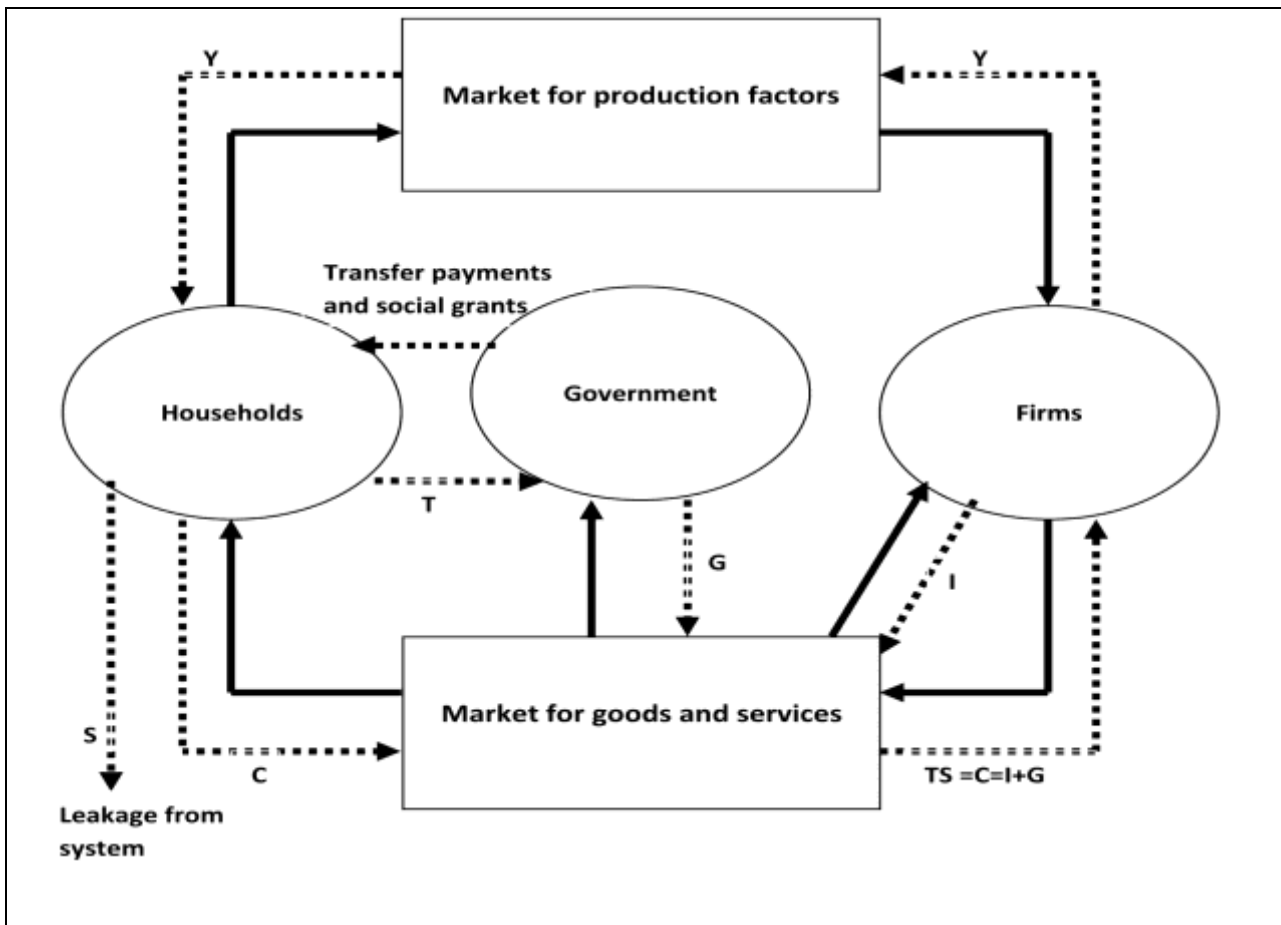 Y
Y
Market for production factors
Transfer payments
and social grants
Government
Households
Firms
T
G
I
Market for goods and services
S
C
TS =C=I+G
Leakage from
system